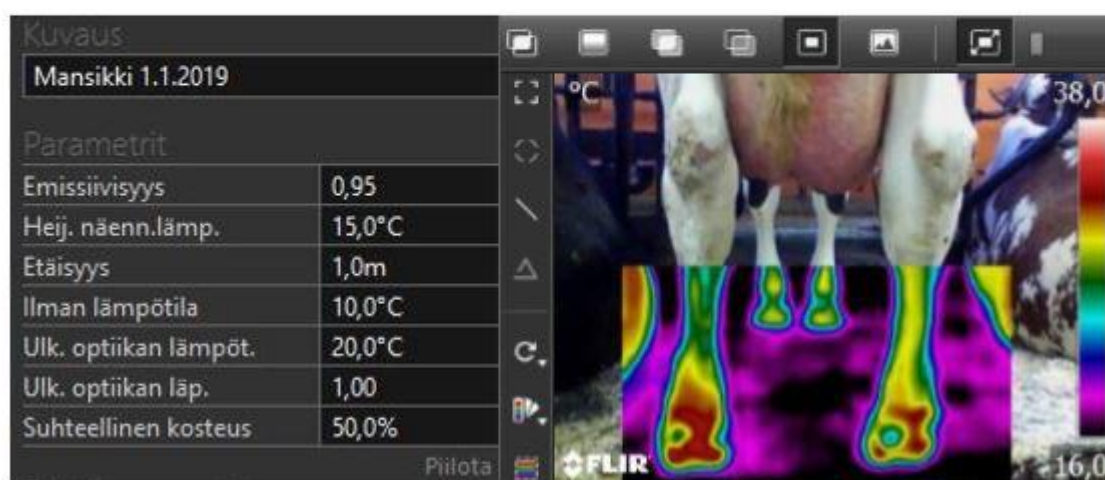 Kuvaus
Mansikki 1.1.2019
Parametrit
Emissiivisyys 0,95
Heij. näenn.lämp. 15,0°C
Etäisyys 1,0m
Ilman lämpötila 10,0°C
Ulk. optiikan lämpöt. 20,0°C
Ulk. optiikan läp. 1,00
Suhteellinen kosteus 50,0%
Piilota
°C 38,0
FLIR 16,0